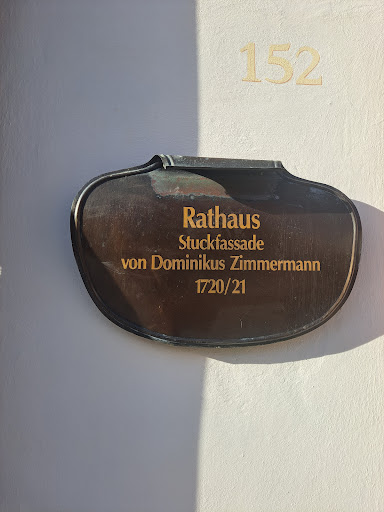 152
Rathaus
Stuckfassade
von Dominikus Zimmermann
1720/21